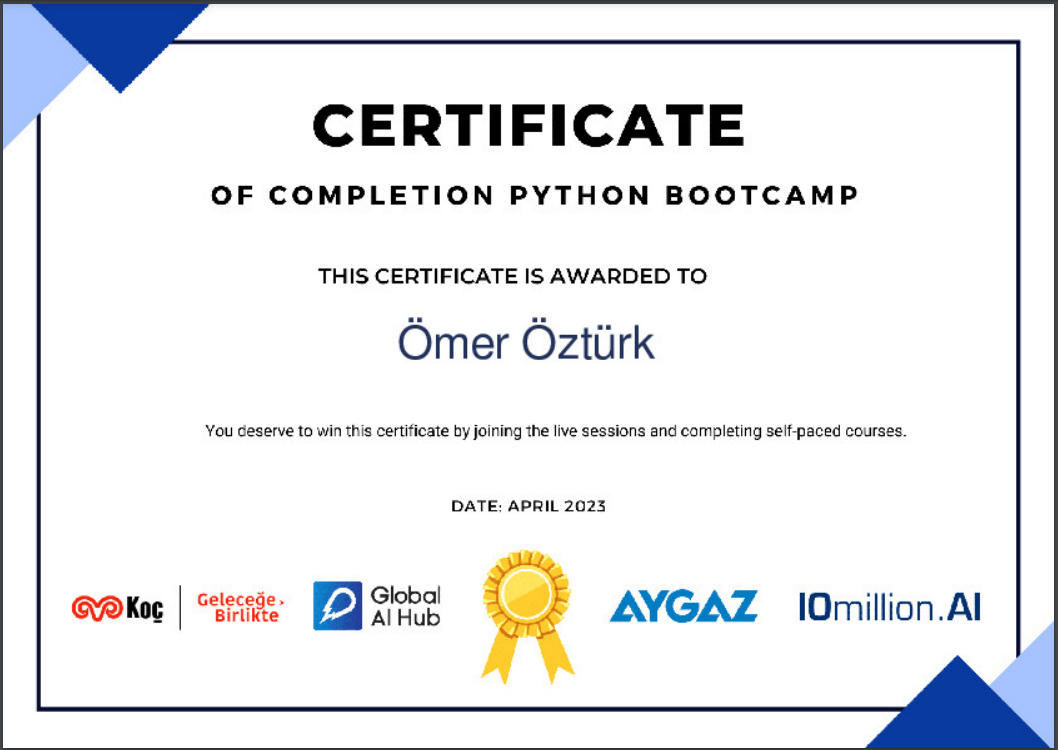 CERTIFICATE
OF COMPLETION PYTHON BOOTCAMP
THIS CERTIFICATE IS AWARDED TO
Ömer Öztürk
You deserve to win this certificate by joining the live sessions and completing self-paced courses.
DATE: APRIL 2023
Koç
Geleceğe
Birlikte
Global
AI Hub
AYGAZ
10million.AI